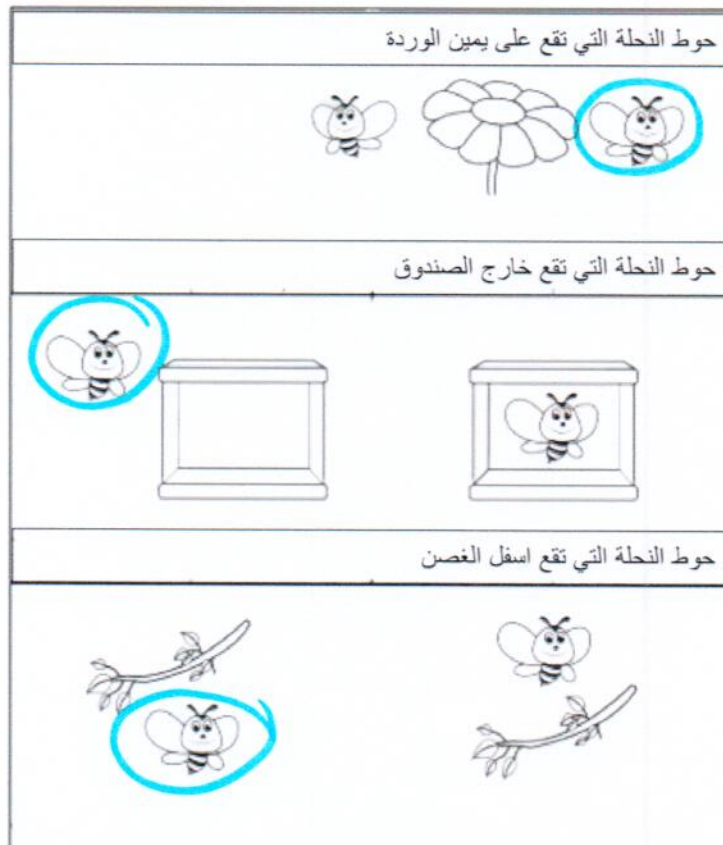 حوط النحلة التي تقع على يمين الوردة
حوط النحلة التي تقع خارج الصندوق
حوط النحلة التي تقع اسفل الغصن